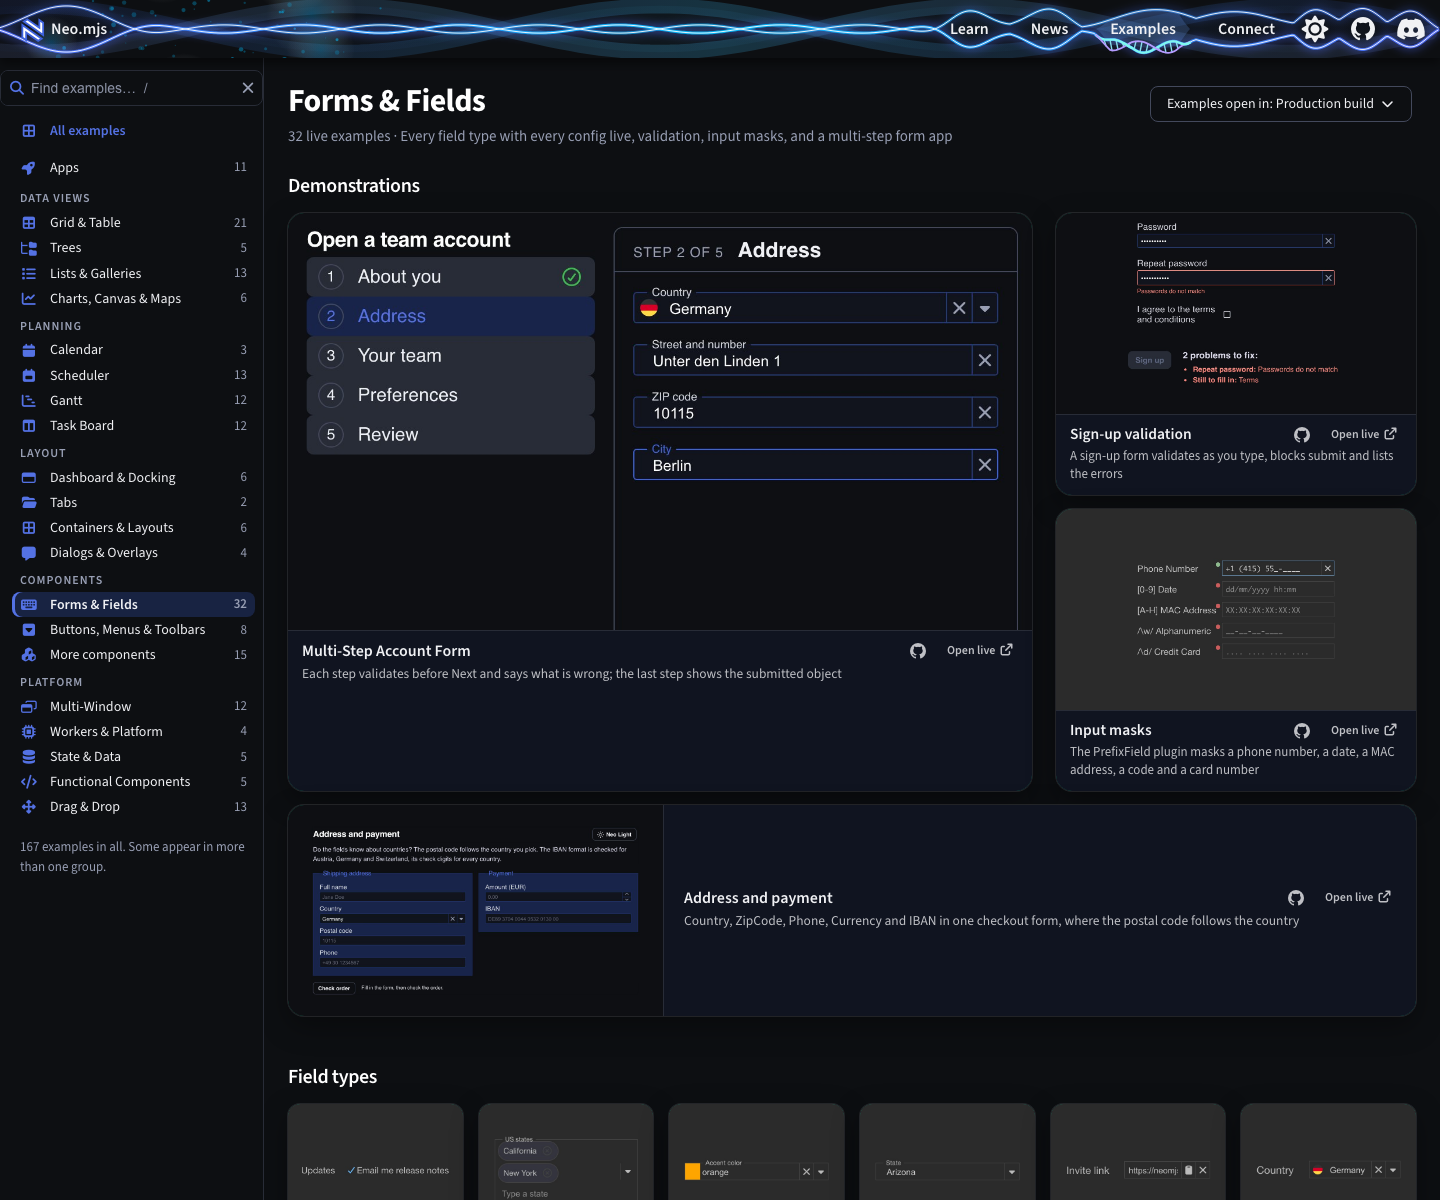 Neo.mjs
Learn
News
Examples
Connect
Find examples… /
All examples
Apps 11
DATA VIEWS
Grid & Table 21
Trees 5
Lists & Galleries 13
Charts, Canvas & Maps 6
PLANNING
Calendar 3
Scheduler 13
Gantt 12
Task Board 12
LAYOUT
Dashboard & Docking 6
Tabs 2
Containers & Layouts 6
Dialogs & Overlays 4
COMPONENTS
Forms & Fields 32
Buttons, Menus & Toolbars 8
More components 15
PLATFORM
Multi-Window 12
Workers & Platform 4
State & Data 5
Functional Components 5
Drag & Drop 13
167 examples in all. Some appear in more
than one group.
Forms & Fields
32 live examples · Every field type with every config live, validation, input masks, and a multi-step form app
Examples open in: Production build
Demonstrations
Open a team account
1 About you
2 Address
3 Your team
4 Preferences
5 Review
STEP 2 OF 5 Address
Country
Germany
Street and number
Unter den Linden 1
ZIP code
10115
City
Berlin
Multi-Step Account Form
Open live
Each step validates before Next and says what is wrong; the last step shows the submitted object
Password
Repeat password
Passwords do not match
I agree to the terms
and conditions
Sign up
2 problems to fix:
• Repeat password: Passwords do not match
• Still to fill in: Terms
Sign-up validation
Open live
A sign-up form validates as you type, blocks submit and lists
the errors
Phone Number +1 (415) 55_-____
[0-9] Date dd/mm/yyyy hh:mm
[A-H] MAC Address XX:XX:XX:XX:XX:XX
/\w/ Alphanumeric __-__-__-____
/\d/ Credit Card .... .... .... ....
Input masks
Open live
The PrefixField plugin masks a phone number, a date, a MAC
address, a code and a card number
Address and payment
Neo Light
Do the fields know about countries? The postal code follows the country you pick. The IBAN format is checked for
Austria, Germany and Switzerland, its check digits for every country.
Shipping address
Full name
Jane Doe
Country
Germany
Postal code
10115
Phone
Payment
Amount (EUR)
0.00
IBAN
Check order
Fill in the form, then check the order.
Address and payment
Open live
Country, ZipCode, Phone, Currency and IBAN in one checkout form, where the postal code follows the country
Field types
Updates
Email me release notes
US states
California
New York
Type a state
Accent color
orange
State
Arizona
Invite link
https://neomj
Country
Germany